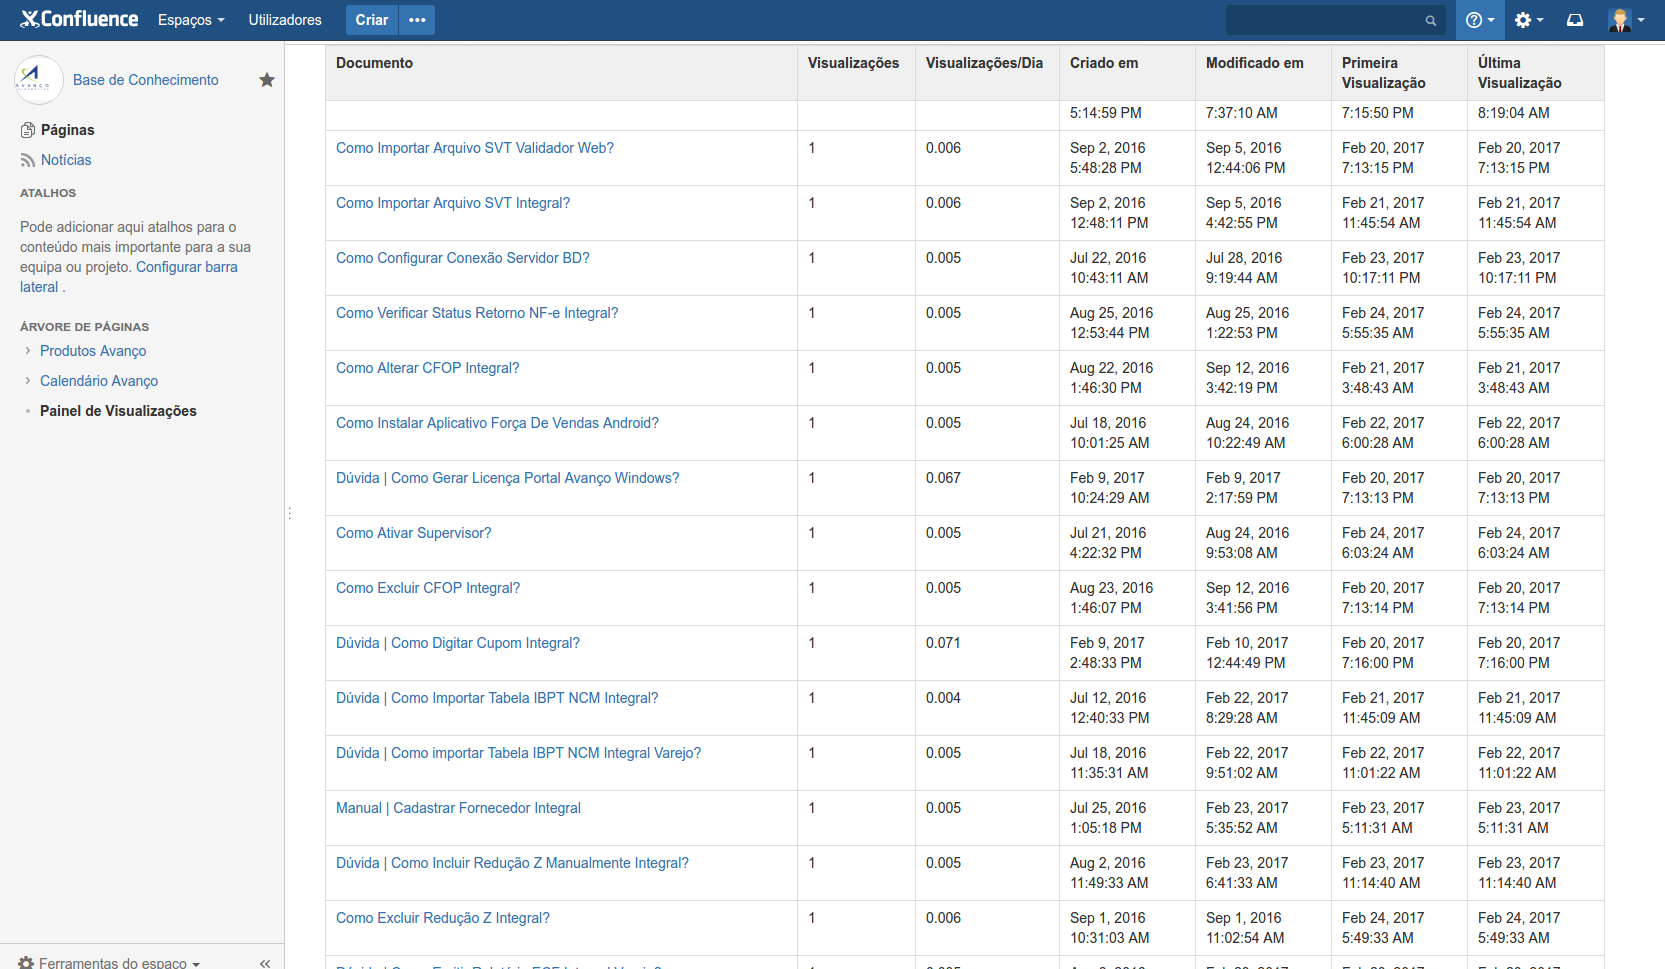 Confluence Espaços Utilizadores Criar
Base de Conhecimento
Páginas
Notícias
ATALHOS
Pode adicionar aqui atalhos para o
conteúdo mais importante para a sua
equipa ou projeto. Configurar barra
lateral .
ÁRVORE DE PÁGINAS
Produtos Avanço
Calendário Avanço
Painel de Visualizações
Ferramentas do espaço
Documento Visualizações Visualizações/Dia Criado em Modificado em Primeira Última
Visualização Visualização
5:14:59 PM 7:37:10 AM 7:15:50 PM 8:19:04 AM
Como Importar Arquivo SVT Validador Web? 1 0.006 Sep 2, 2016 Sep 5, 2016 Feb 20, 2017 Feb 20, 2017
5:48:28 PM 12:44:06 PM 7:13:15 PM 7:13:15 PM
Como Importar Arquivo SVT Integral? 1 0.006 Sep 2, 2016 Sep 5, 2016 Feb 21, 2017 Feb 21, 2017
12:48:11 PM 4:42:55 PM 11:45:54 AM 11:45:54 AM
Como Configurar Conexão Servidor BD? 1 0.005 Jul 22, 2016 Jul 28, 2016 Feb 23, 2017 Feb 23, 2017
10:43:11 AM 9:19:44 AM 10:17:11 PM 10:17:11 PM
Como Verificar Status Retorno NF-e Integral? 1 0.005 Aug 25, 2016 Aug 25, 2016 Feb 24, 2017 Feb 24, 2017
12:53:44 PM 1:22:53 PM 5:55:35 AM 5:55:35 AM
Como Alterar CFOP Integral? 1 0.005 Aug 22, 2016 Sep 12, 2016 Feb 21, 2017 Feb 21, 2017
1:46:30 PM 3:42:19 PM 3:48:43 AM 3:48:43 AM
Como Instalar Aplicativo Força De Vendas Android? 1 0.005 Jul 18, 2016 Aug 24, 2016 Feb 22, 2017 Feb 22, 2017
10:01:25 AM 10:22:49 AM 6:00:28 AM 6:00:28 AM
Dúvida | Como Gerar Licença Portal Avanço Windows? 1 0.067 Feb 9, 2017 Feb 9, 2017 Feb 20, 2017 Feb 20, 2017
10:24:29 AM 2:17:59 PM 7:13:13 PM 7:13:13 PM
Como Ativar Supervisor? 1 0.005 Jul 21, 2016 Aug 24, 2016 Feb 24, 2017 Feb 24, 2017
4:22:32 PM 9:53:08 AM 6:03:24 AM 6:03:24 AM
Como Excluir CFOP Integral? 1 0.005 Aug 23, 2016 Sep 12, 2016 Feb 20, 2017 Feb 20, 2017
1:46:07 PM 3:41:56 PM 7:13:14 PM 7:13:14 PM
Dúvida | Como Digitar Cupom Integral? 1 0.071 Feb 9, 2017 Feb 10, 2017 Feb 20, 2017 Feb 20, 2017
2:48:33 PM 12:44:49 PM 7:16:00 PM 7:16:00 PM
Dúvida | Como Importar Tabela IBPT NCM Integral? 1 0.004 Jul 12, 2016 Feb 22, 2017 Feb 21, 2017 Feb 21, 2017
12:40:33 PM 8:29:28 AM 11:45:09 AM 11:45:09 AM
Dúvida | Como importar Tabela IBPT NCM Integral Varejo? 1 0.005 Jul 18, 2016 Feb 22, 2017 Feb 22, 2017 Feb 22, 2017
11:35:31 AM 9:51:02 AM 11:01:22 AM 11:01:22 AM
Manual | Cadastrar Fornecedor Integral 1 0.005 Jul 25, 2016 Feb 23, 2017 Feb 23, 2017 Feb 23, 2017
1:05:18 PM 5:35:52 AM 5:11:31 AM 5:11:31 AM
Dúvida | Como Incluir Redução Z Manualmente Integral? 1 0.005 Aug 2, 2016 Feb 23, 2017 Feb 23, 2017 Feb 23, 2017
11:49:33 AM 6:41:33 AM 11:14:40 AM 11:14:40 AM
Como Excluir Redução Z Integral? 1 0.006 Sep 1, 2016 Sep 1, 2016 Feb 24, 2017 Feb 24, 2017
10:31:03 AM 11:02:54 AM 5:49:33 AM 5:49:33 AM